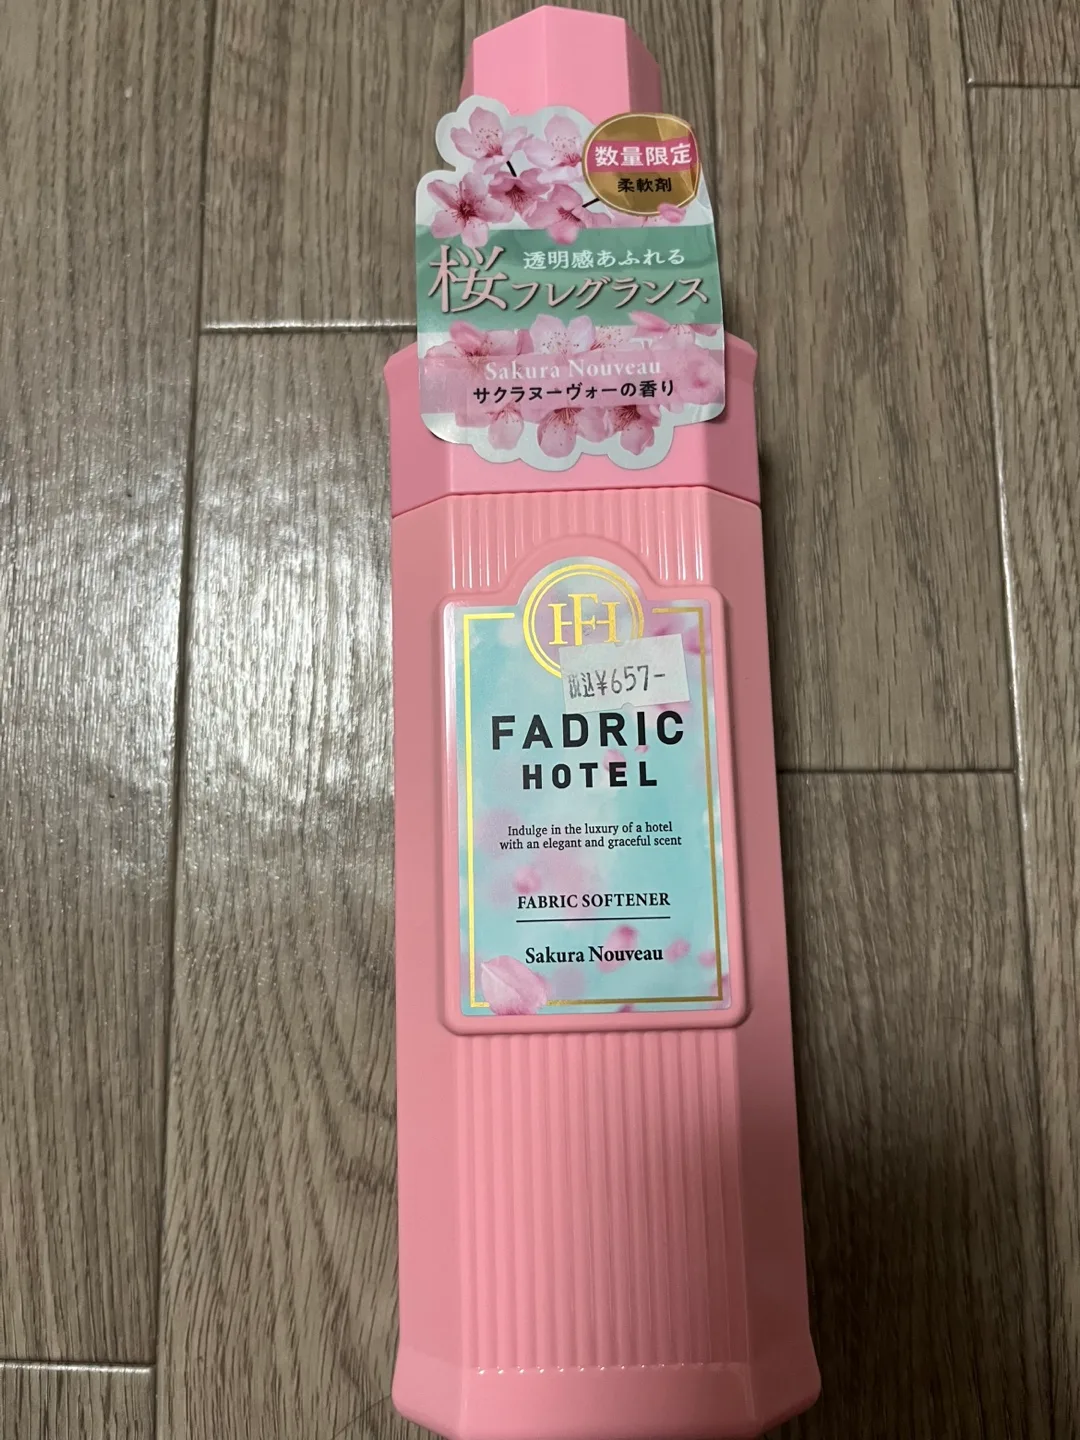 数量限定
柔軟剤
透明感あふれる
桜フレグランス
Sakura Nouveau
サクラヌーヴォーの香り
FH
税込¥657-
FADRIC
HOTEL
Indulge in the luxury of a hotel
with an elegant and graceful scent
FABRIC SOFTENER
Sakura Nouveau